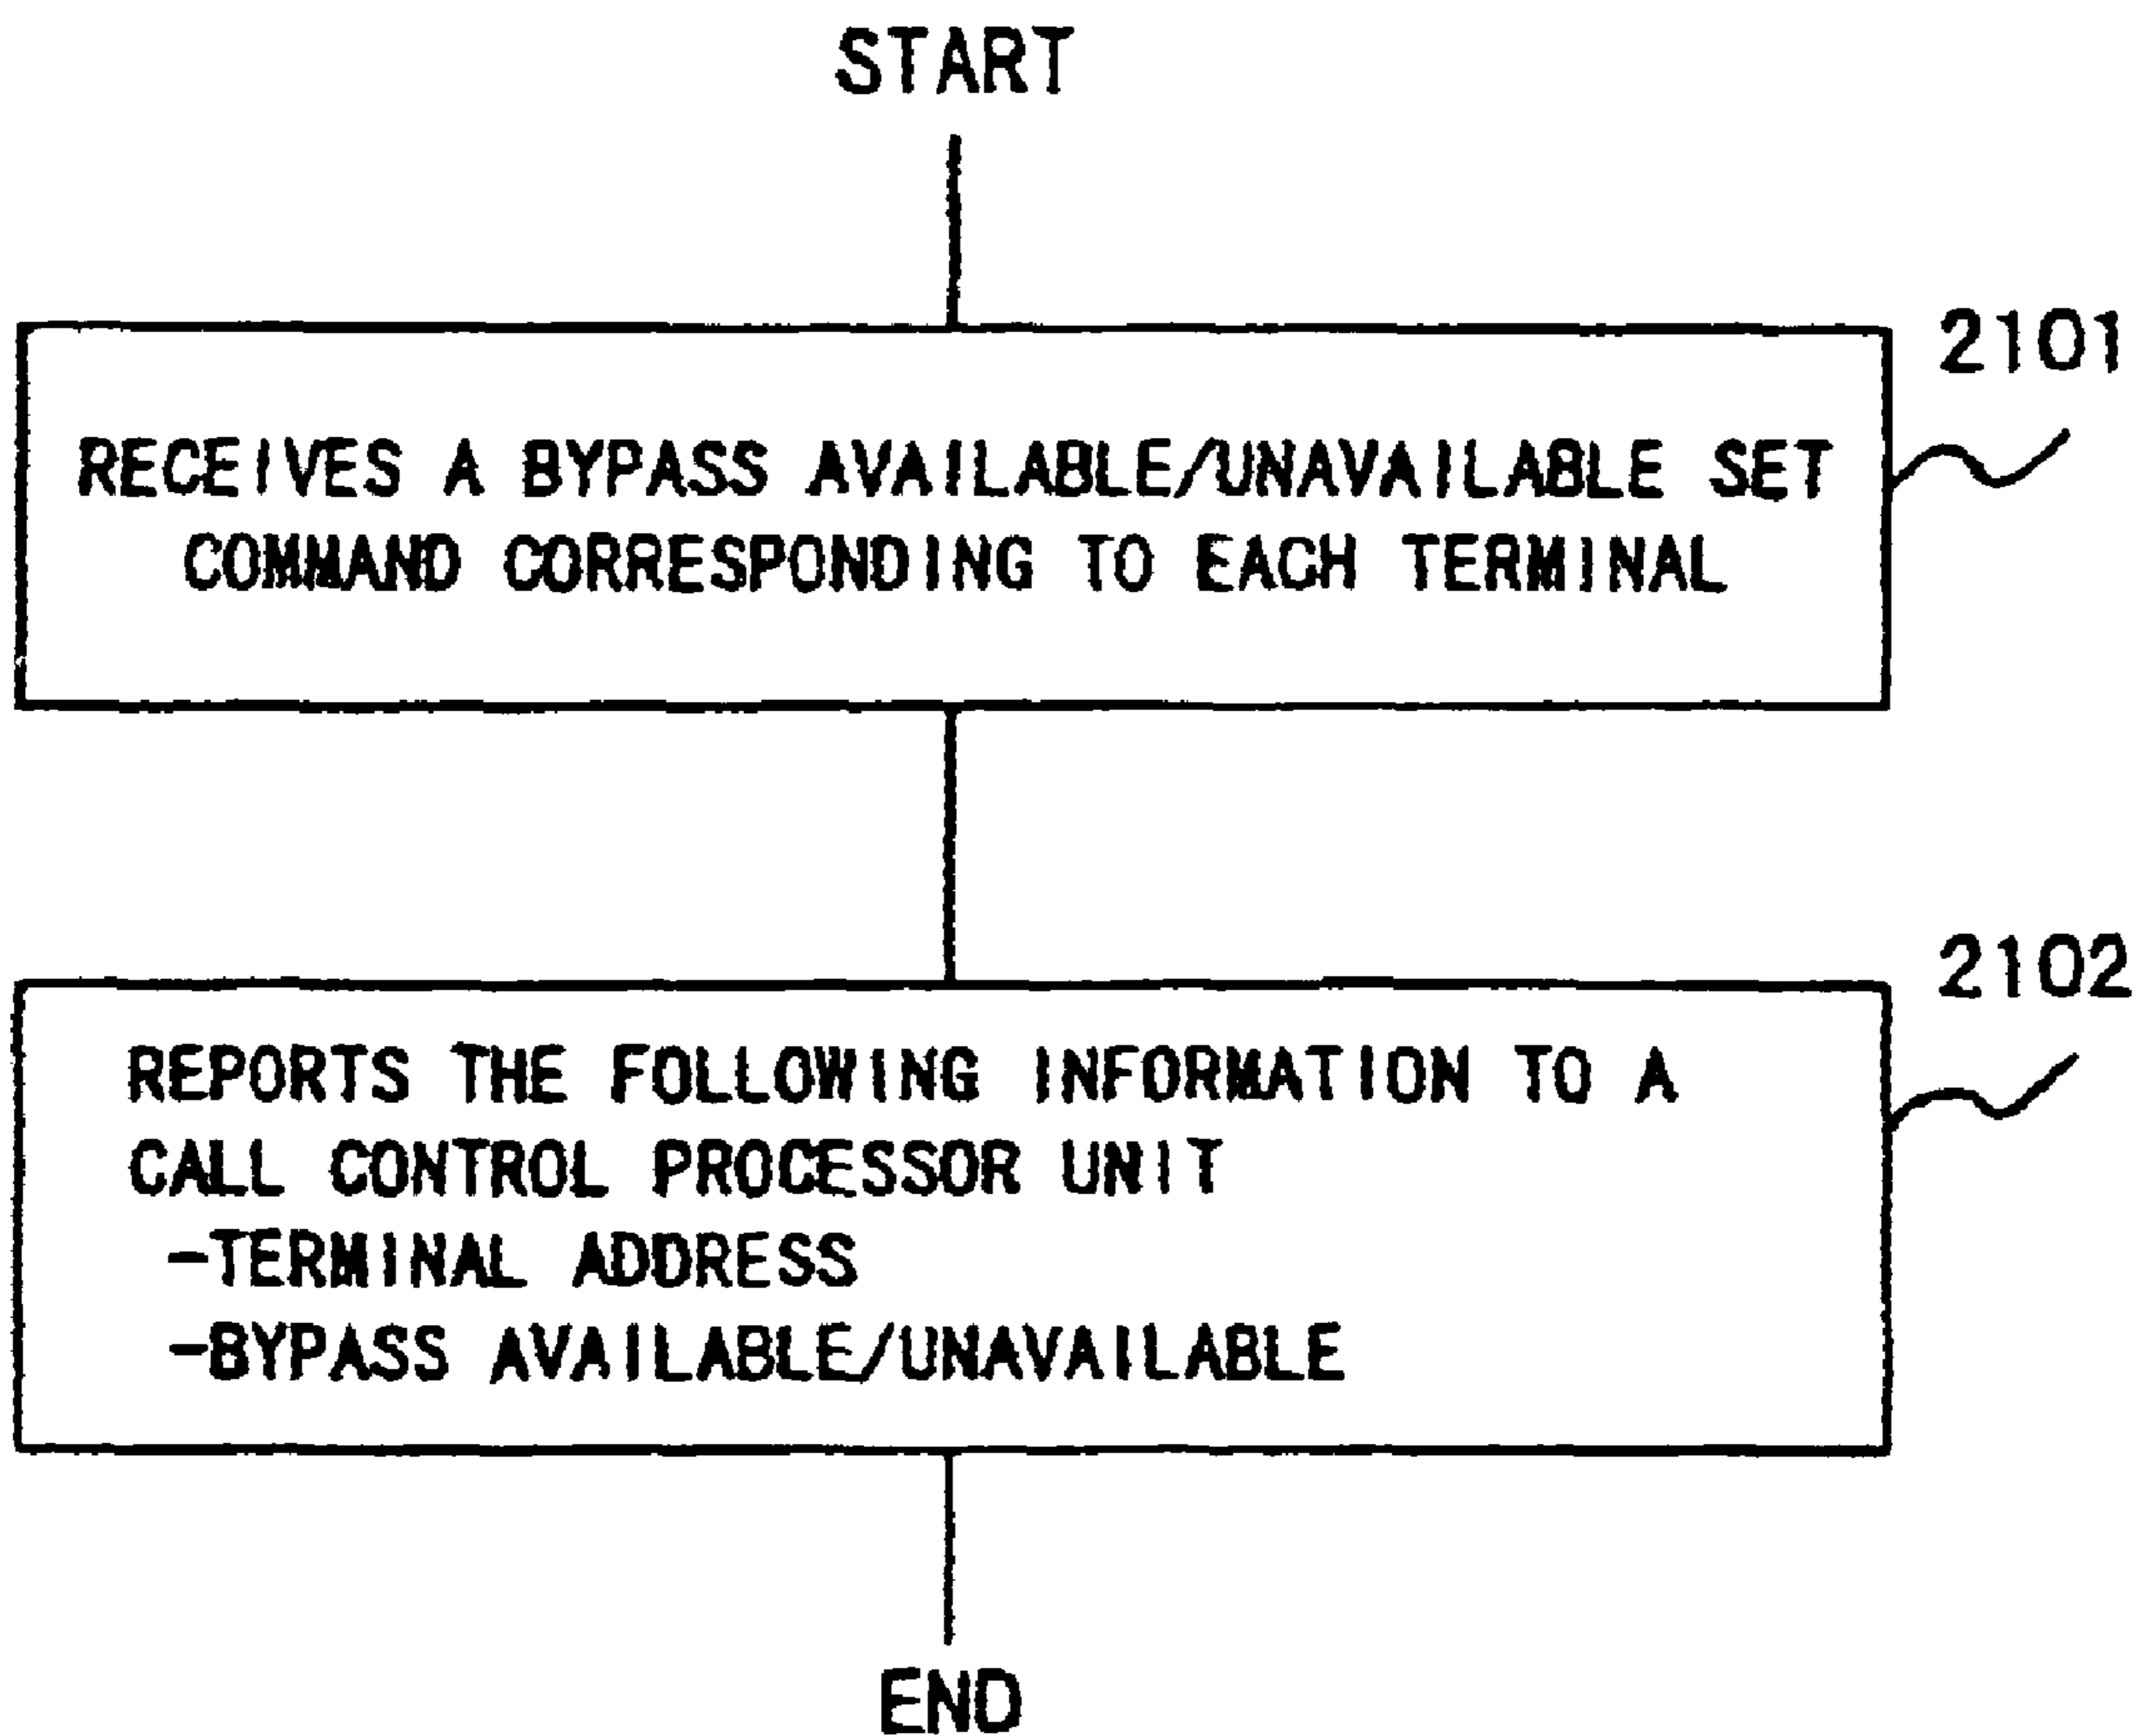 START
2101
RECEIVES A BYPASS AVAILABLE/UNAVAILABLE SET
COMMAND CORRESPONDING TO EACH TERMINAL
2102
REPORTS THE FOLLOWING INFORMATION TO A
CALL CONTROL PROCESSOR UNIT
-TERMINAL ADDRESS
-BYPASS AVAILABLE/UNAVAILABLE
END